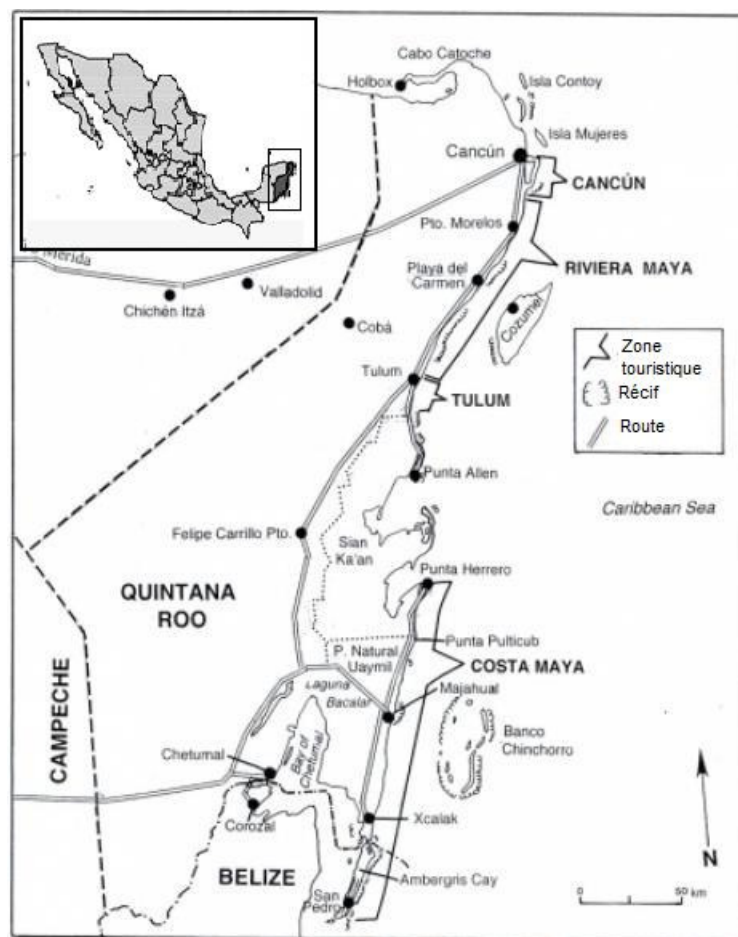 Cabo Catoche
Holbox
Isla Contoy
Isla Mujeres
Cancún
CANCÚN
Pto. Morelos
RIVIERA MAYA
Mérida
Playa del
Carmen
Valladolid
Chichén Itzá
Cozumel
Cobá
Zone
touristique
Récif
Route
Tulum
TULUM
Punta Allen
Caribbean Sea
Felipe Carrillo Pto.
Sian
Ka'an
Punta Herrero
QUINTANA
ROO
Punta Pulticub
P. Natural
Uaymil
COSTA MAYA
Laguna
Bacalar
Majahual
CAMPECHE
Banco
Chinchorro
Bay of
Chetumal
Chetumal
Corozal
Xcalak
N
BELIZE
Ambergris Cay
San
Pedro
0
50 km